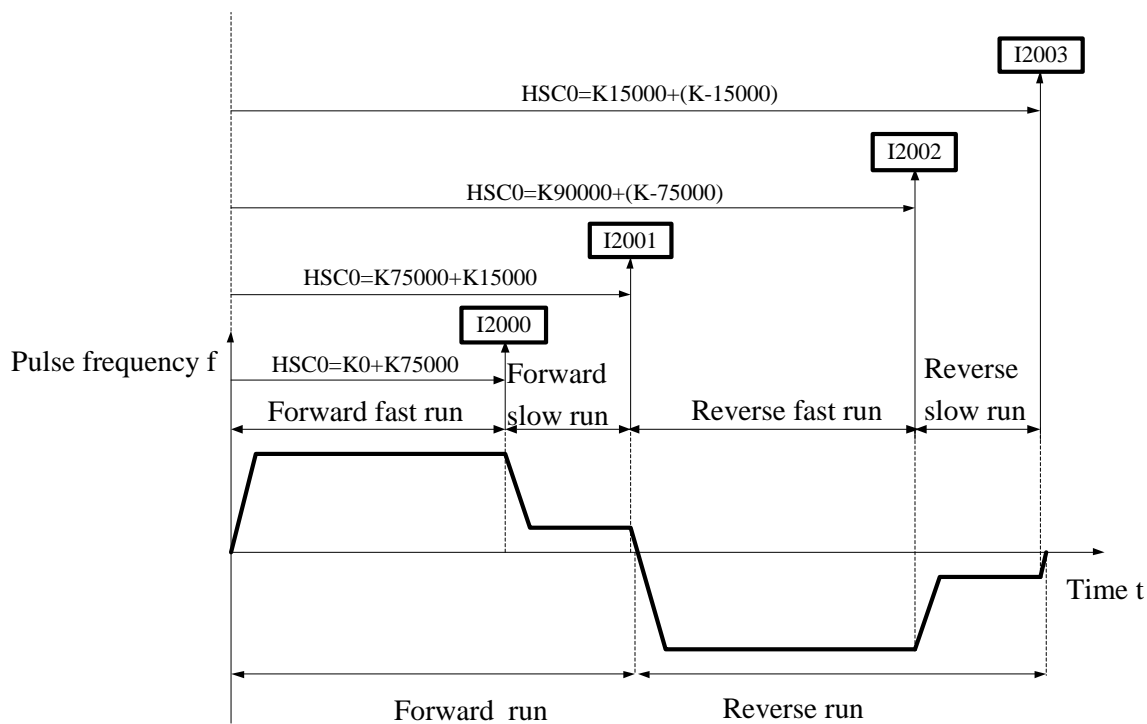 I2003
HSC0=K15000+(K-15000)
I2002
HSC0=K90000+(K-75000)
I2001
HSC0=K75000+K15000
I2000
Pulse frequency f
HSC0=K0+K75000
Forward fast run
Forward
slow run
Reverse fast run
Reverse
slow run
Time t
Forward run
Reverse run